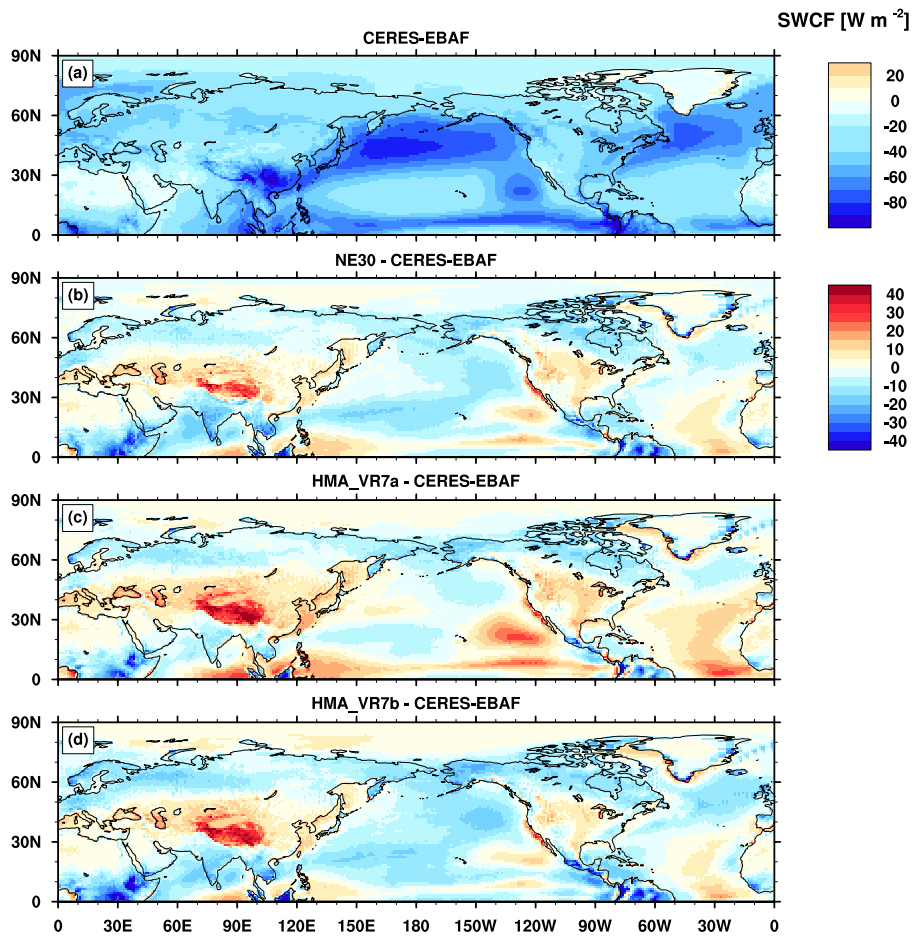 SWCF [W m -2]
CERES-EBAF
90N
(a)
60N
30N
0
20
0
-20
-40
-60
-80
NE30 - CERES-EBAF
90N
(b)
60N
30N
0
40
30
20
10
0
-10
-20
-30
-40
HMA_VR7a - CERES-EBAF
90N
(c)
60N
30N
0
HMA_VR7b - CERES-EBAF
90N
(d)
60N
30N
0
0 30E 60E 90E 120E 150E 180 150W 120W 90W 60W 30W 0